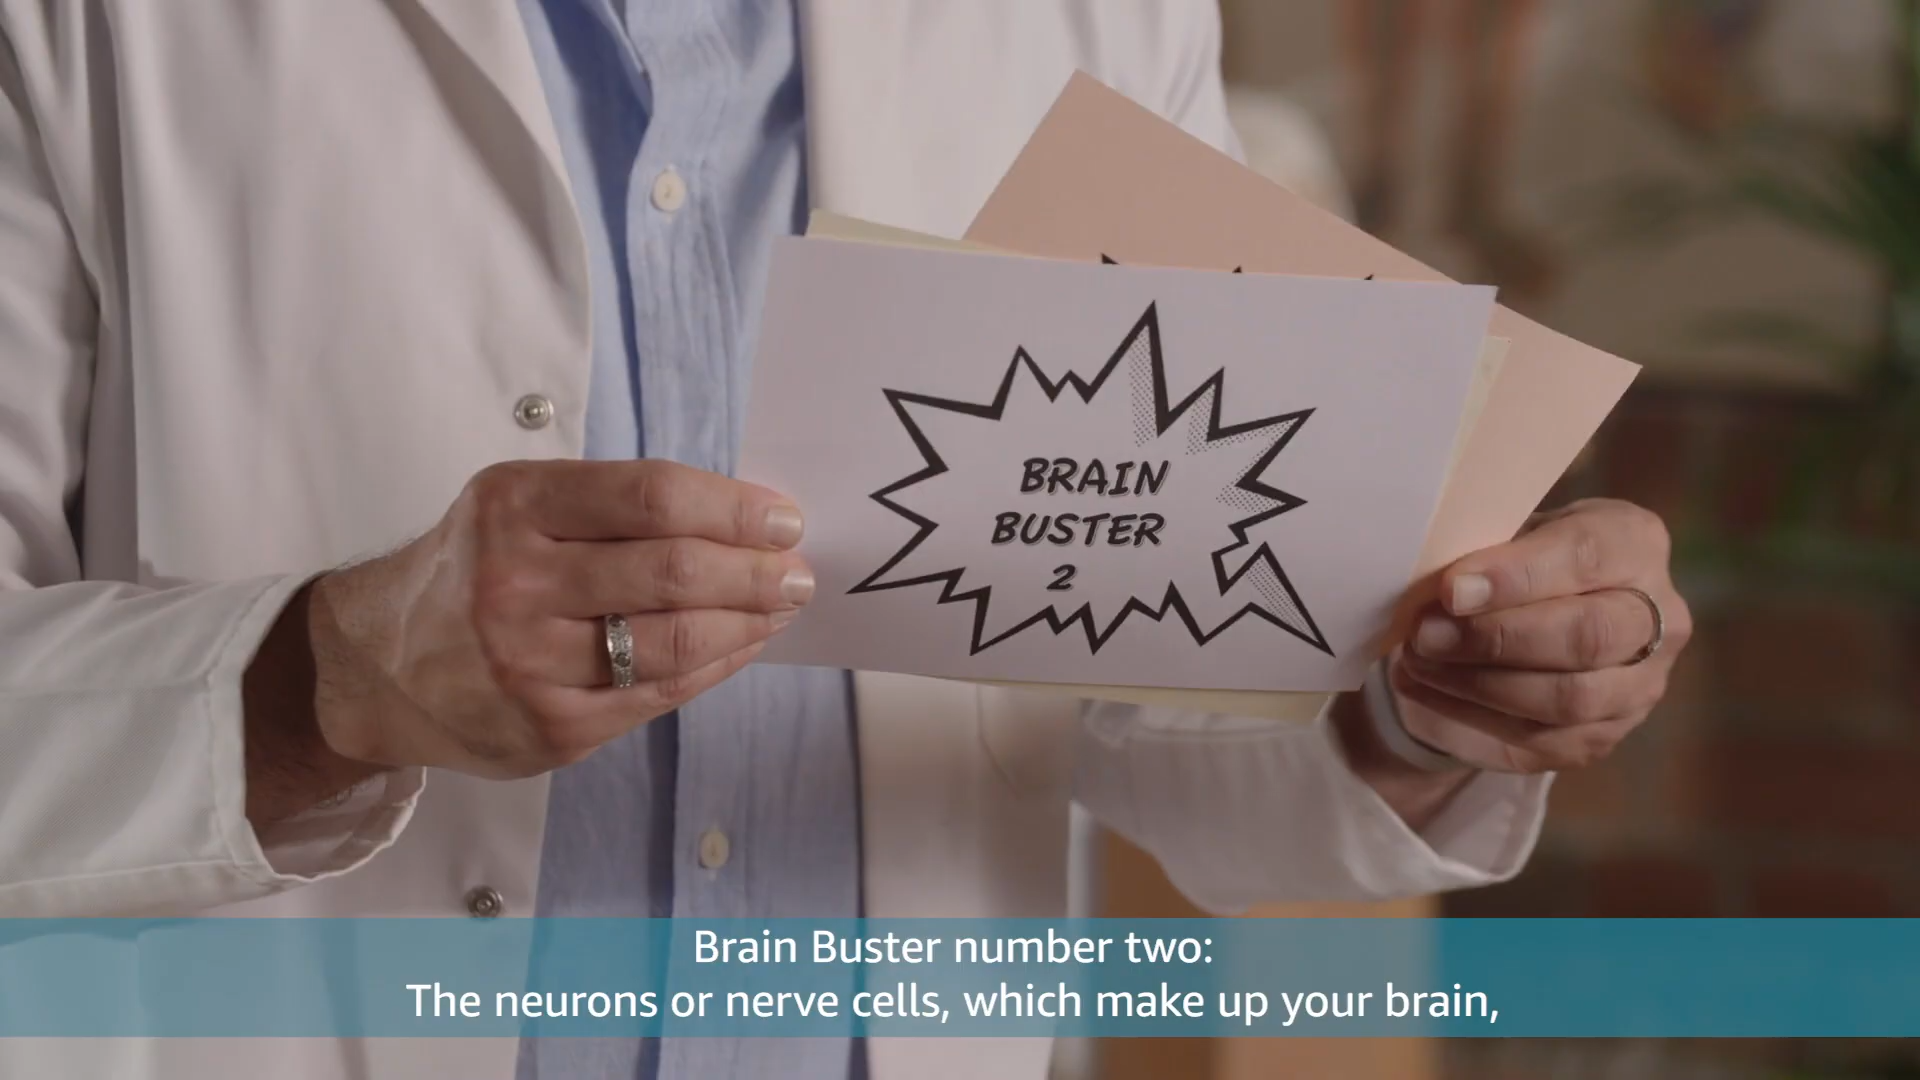 BRAIN
BUSTER
2
Brain Buster number two:
The neurons or nerve cells, which make up your brain,